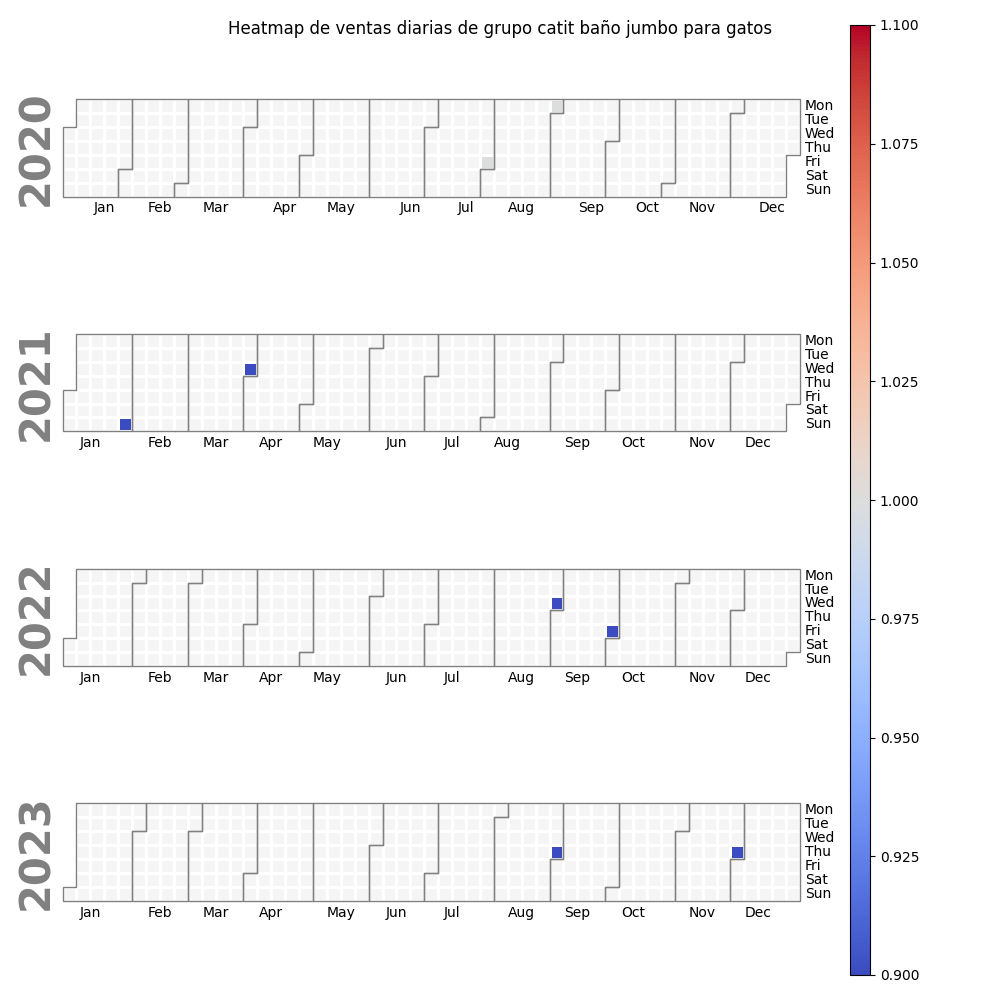 Heatmap de ventas diarias de grupo catit baño jumbo para gatos
2020
Mon
Tue
Wed
Thu
Fri
Sat
Sun
Jan Feb Mar Apr May Jun Jul Aug Sep Oct Nov Dec
2021
Mon
Tue
Wed
Thu
Fri
Sat
Sun
Jan Feb Mar Apr May Jun Jul Aug Sep Oct Nov Dec
2022
Mon
Tue
Wed
Thu
Fri
Sat
Sun
Jan Feb Mar Apr May Jun Jul Aug Sep Oct Nov Dec
2023
Mon
Tue
Wed
Thu
Fri
Sat
Sun
Jan Feb Mar Apr May Jun Jul Aug Sep Oct Nov Dec
1.100
1.075
1.050
1.025
1.000
0.975
0.950
0.925
0.900